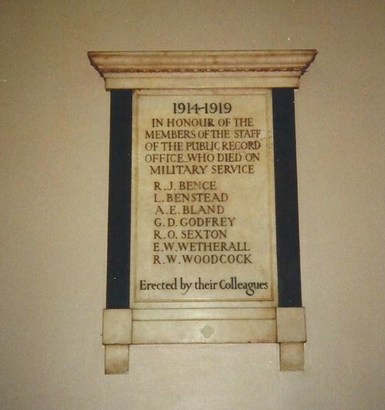 1914-1919
IN HONOUR OF THE
MEMBERS OF THE STAFF
OF THE PUBLIC RECORD
OFFICE WHO DIED ON
MILITARY SERVICE
R. J. BENCE
L. BENSTEAD
A. E. BLAND
G. D. GODFREY
R. O. SEXTON
E. W. WETHERALL
R. W. WOODCOCK
Erected by their Colleagues